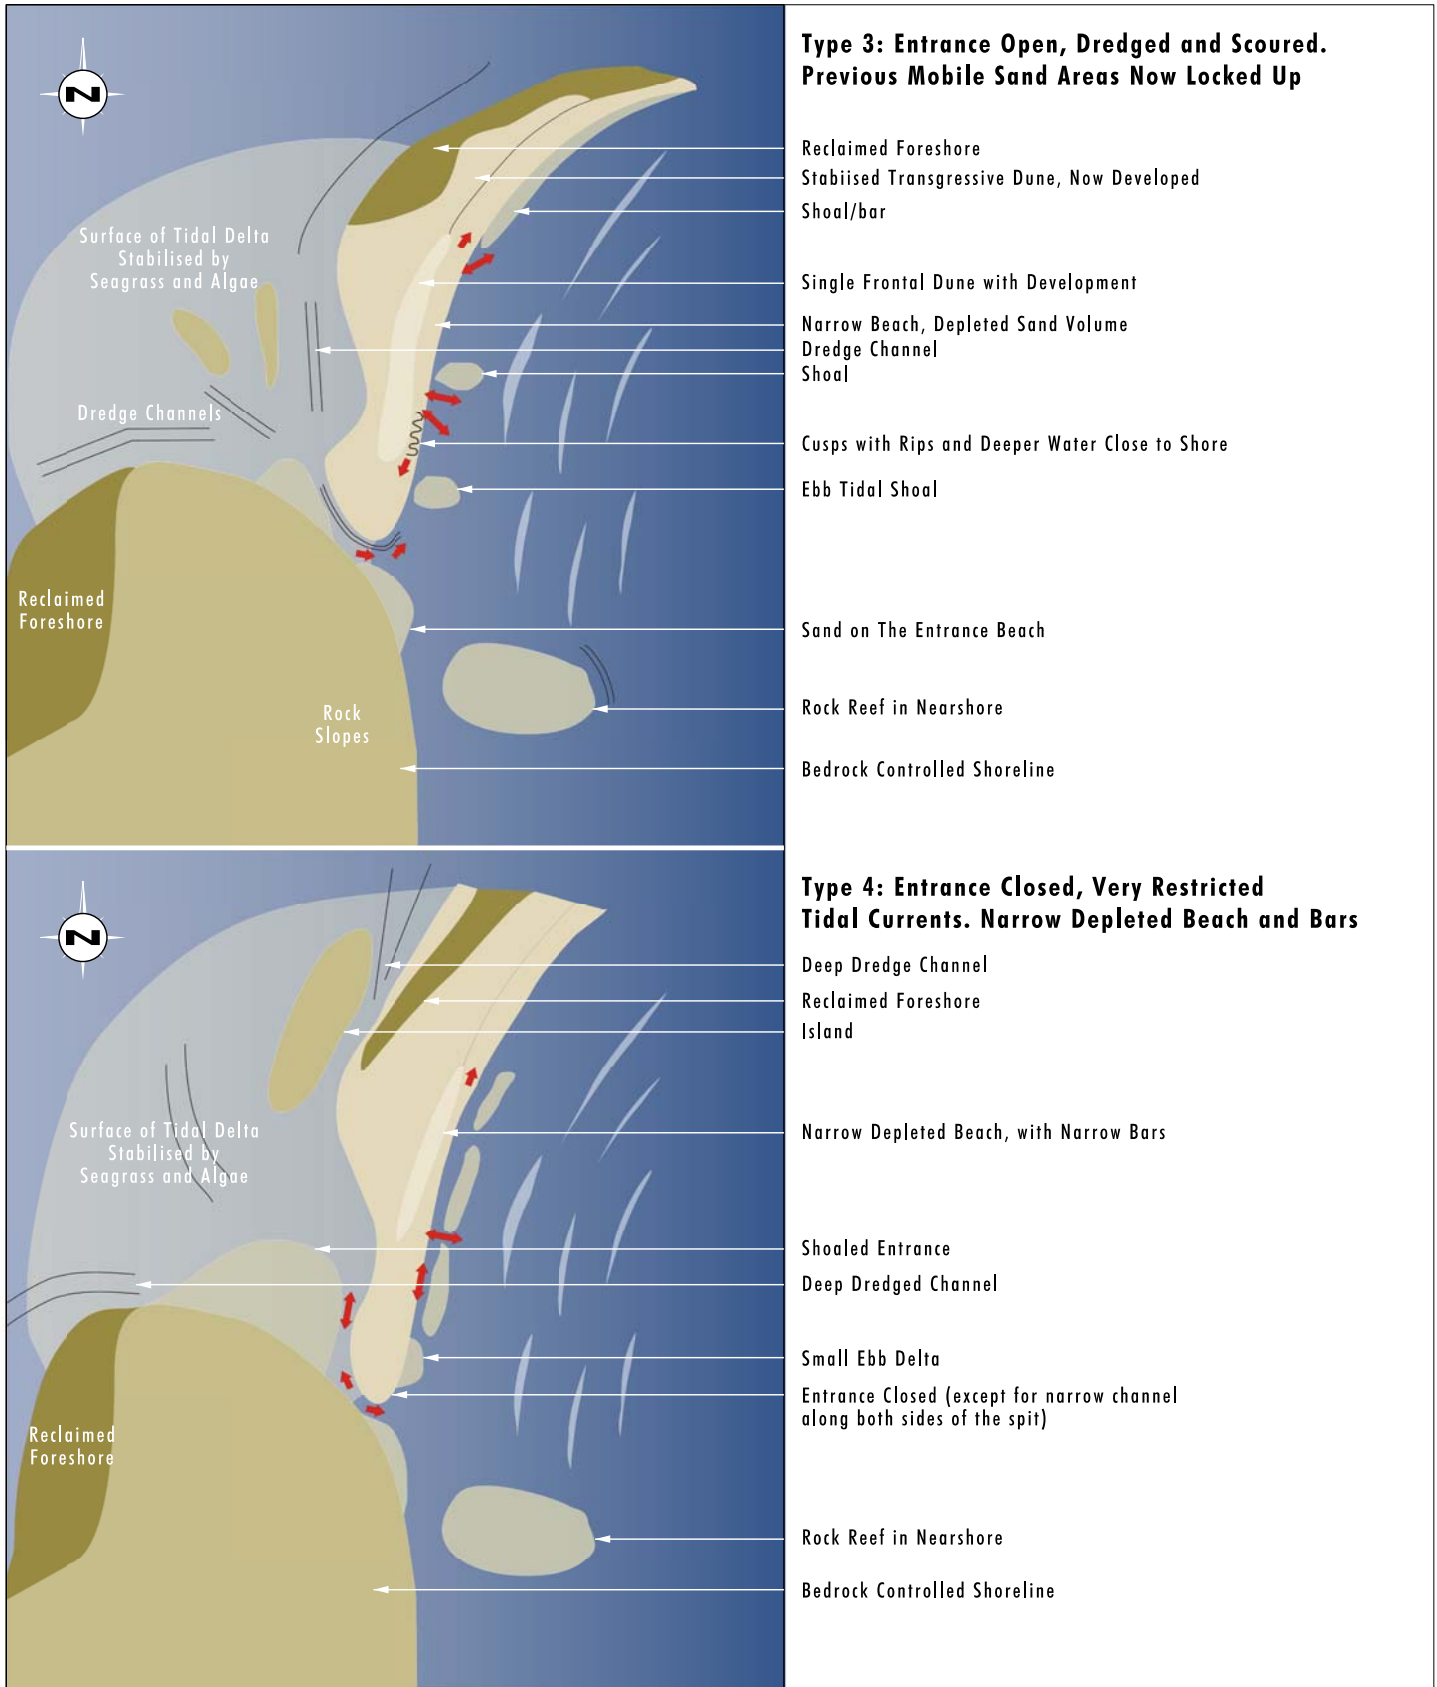 Type 3: Entrance Open, Dredged and Scoured.
Previous Mobile Sand Areas Now Locked Up
N
Reclaimed Foreshore
Stabiised Transgressive Dune, Now Developed
Shoal/bar
Surface of Tidal Delta
Stabilised by
Seagrass and Algae
Single Frontal Dune with Development
Narrow Beach, Depleted Sand Volume
Dredge Channel
Shoal
Dredge Channels
Cusps with Rips and Deeper Water Close to Shore
Ebb Tidal Shoal
Reclaimed
Foreshore
Sand on The Entrance Beach
Rock
Slopes
Rock Reef in Nearshore
Bedrock Controlled Shoreline
Type 4: Entrance Closed, Very Restricted
Tidal Currents. Narrow Depleted Beach and Bars
N
Deep Dredge Channel
Reclaimed Foreshore
Island
Surface of Tidal Delta
Stabilised by
Seagrass and Algae
Narrow Depleted Beach, with Narrow Bars
Shoaled Entrance
Deep Dredged Channel
Small Ebb Delta
Entrance Closed (except for narrow channel
along both sides of the spit)
Reclaimed
Foreshore
Rock Reef in Nearshore
Bedrock Controlled Shoreline